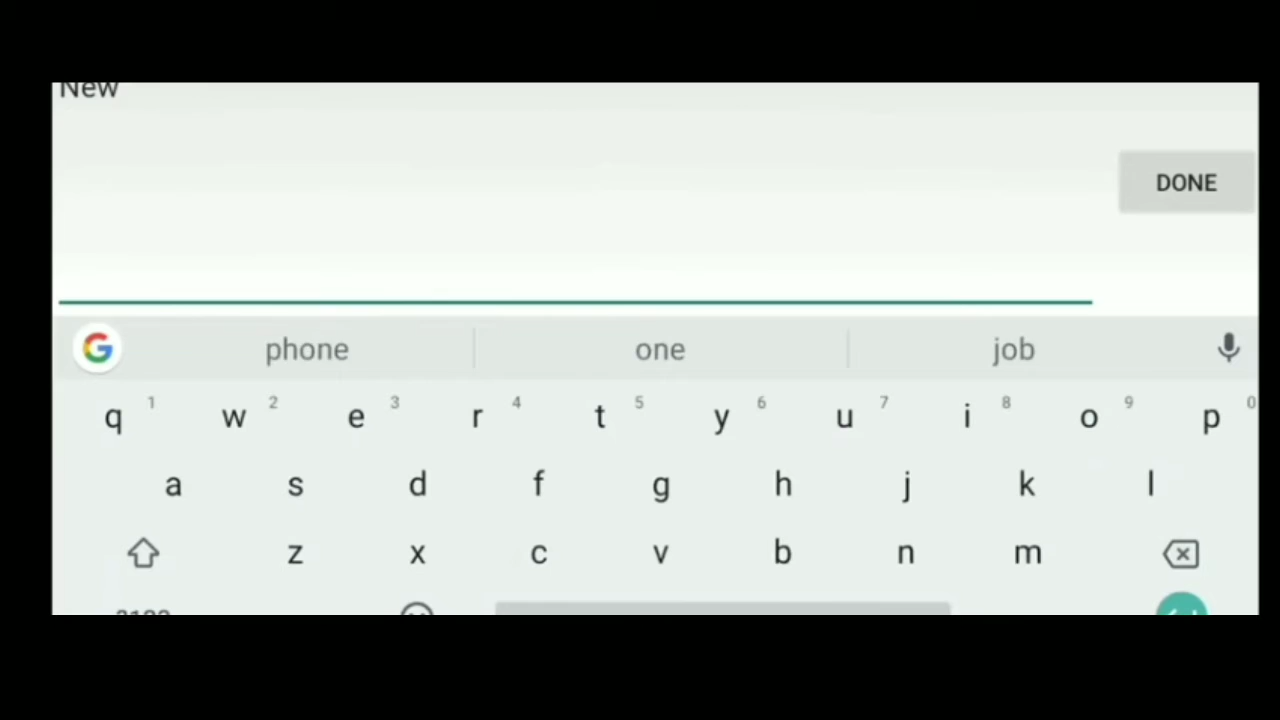 New
DONE
phone one job
q 1 w 2 e 3 r 4 t 5 y 6 u 7 i 8 o 9 p 0
a s d f g h j k l
z x c v b n m